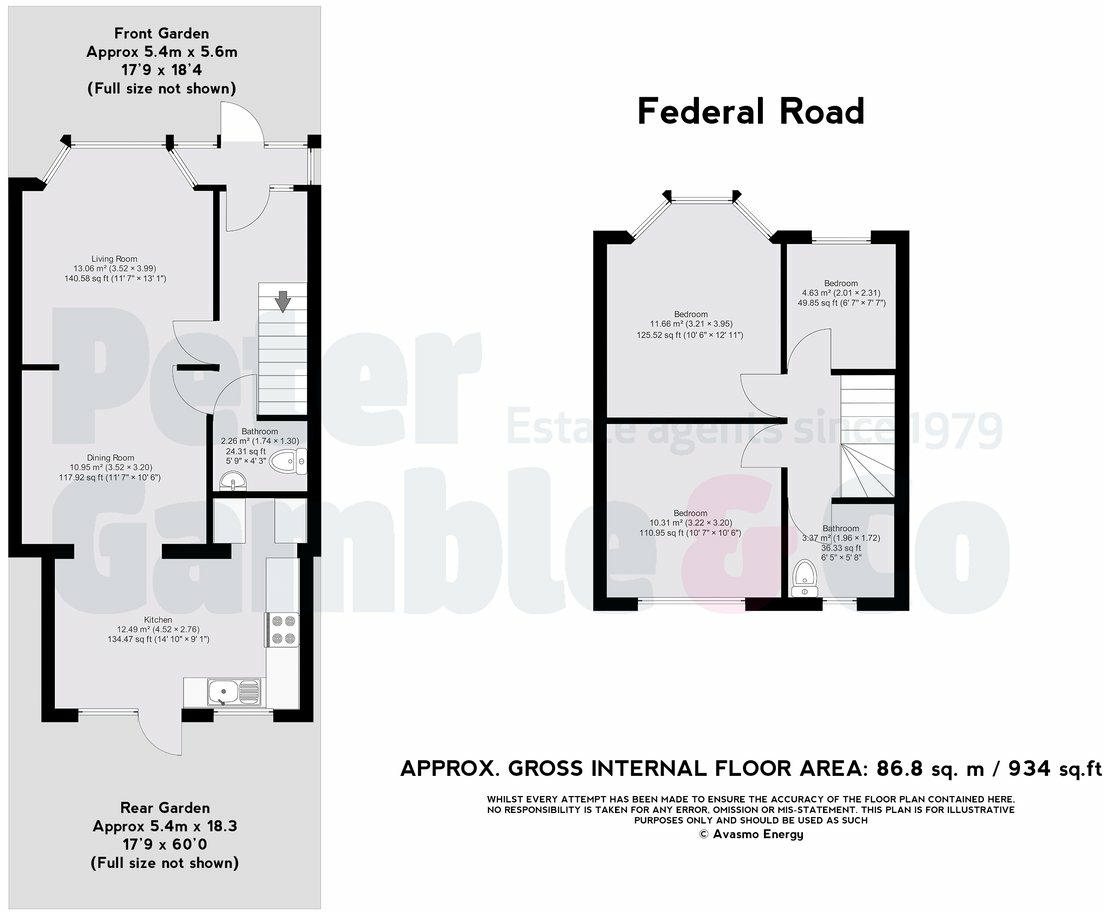 Front Garden
Approx 5.4m x 5.6m
17'9 x 18'4
(Full size not shown)
Federal Road
Living Room
13.06 m² (3.52 × 3.99)
140.58 sq ft (11' 7" × 13' 1")
Bedroom
4.63 m² (2.01 × 2.31)
49.85 sq ft (6' 7" × 7' 7")
Bedroom
11.66 m² (3.21 × 3.95)
125.52 sq ft (10' 6" × 12' 11")
Peter
Gamble & Co
Estate agents since 1979
Bathroom
2.26 m² (1.74 × 1.30)
24.31 sq ft
5' 9" × 4' 3"
Dining Room
10.95 m² (3.52 × 3.20)
117.92 sq ft (11' 7" × 10' 6")
Bedroom
10.31 m² (3.22 × 3.20)
110.95 sq ft (10' 7" × 10' 6")
Bathroom
3.37 m² (1.96 × 1.72)
36.33 sq ft
6' 5" × 5' 8"
Kitchen
12.49 m² (4.52 × 2.76)
134.47 sq ft (14' 10" × 9' 1")
Rear Garden
Approx 5.4m x 18.3
17'9 x 60'0
(Full size not shown)
APPROX. GROSS INTERNAL FLOOR AREA: 86.8 sq. m / 934 sq.ft
WHILST EVERY ATTEMPT HAS BEEN MADE TO ENSURE THE ACCURACY OF THE FLOOR PLAN CONTAINED HERE,
NO RESPONSIBILITY IS TAKEN FOR ANY ERROR, OMISSION OR MIS-STATEMENT. THIS PLAN IS FOR ILLUSTRATIVE
PURPOSES ONLY AND SHOULD BE USED AS SUCH
© Avasmo Energy